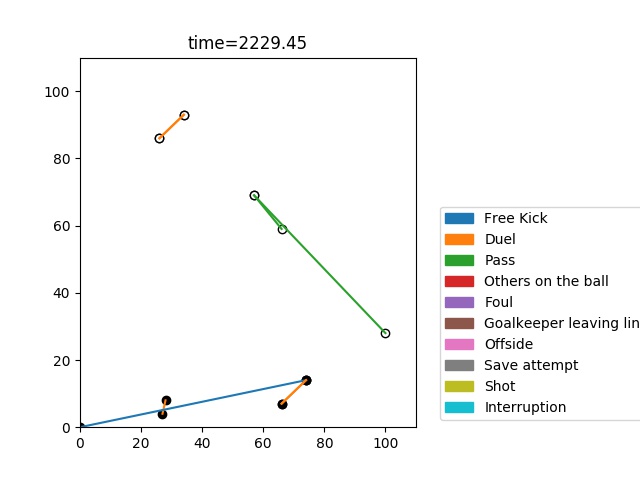 time=2229.45
100
80
60
40
20
0
0 20 40 60 80 100
Free Kick
Duel
Pass
Others on the ball
Foul
Goalkeeper leaving lin
Offside
Save attempt
Shot
Interruption